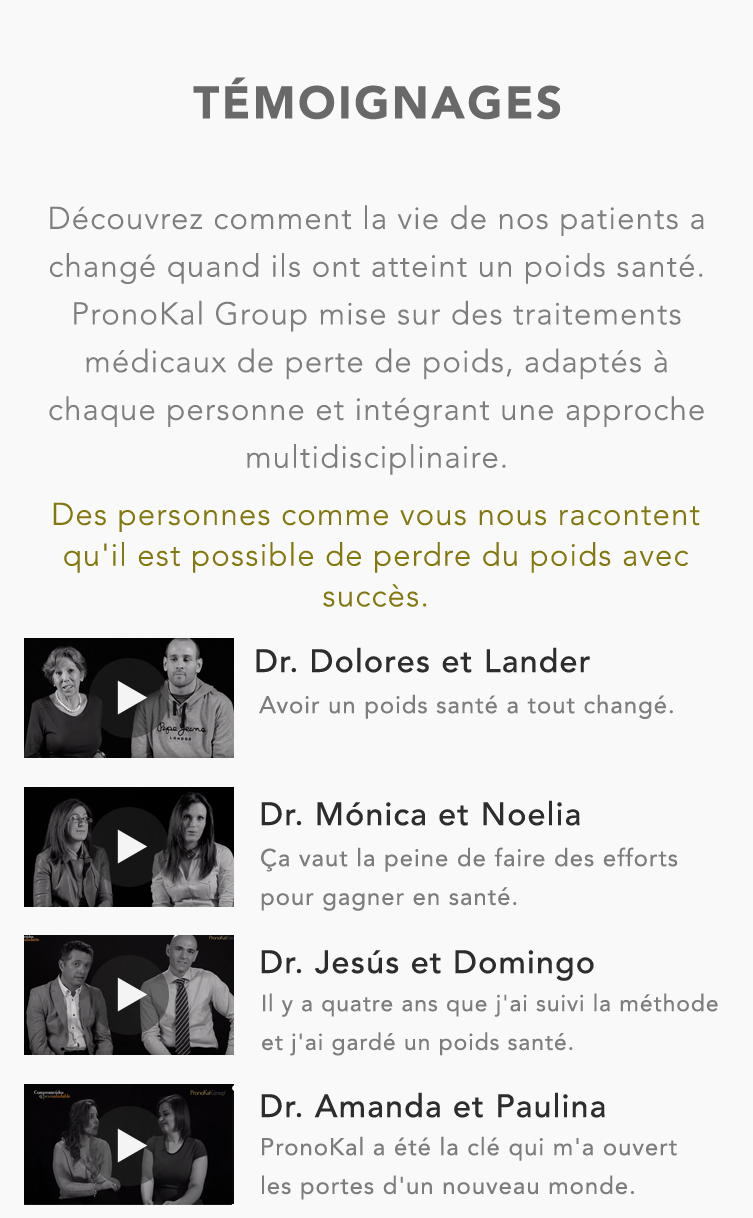 TÉMOIGNAGES
Découvrez comment la vie de nos patients a
changé quand ils ont atteint un poids santé.
PronoKal Group mise sur des traitements
médicaux de perte de poids, adaptés à
chaque personne et intégrant une approche
multidisciplinaire.
Des personnes comme vous nous racontent
qu'il est possible de perdre du poids avec
succès.
Dr. Dolores et Lander
Avoir un poids santé a tout changé.
Pepe Jeans
LONDON
Dr. Mónica et Noelia
Ça vaut la peine de faire des efforts
pour gagner en santé.
Dr. Jesús et Domingo
Il y a quatre ans que j'ai suivi la méthode
et j'ai gardé un poids santé.
PronoKal
Dr. Amanda et Paulina
PronoKal a été la clé qui m'a ouvert
les portes d'un nouveau monde.
PronoKalGroup